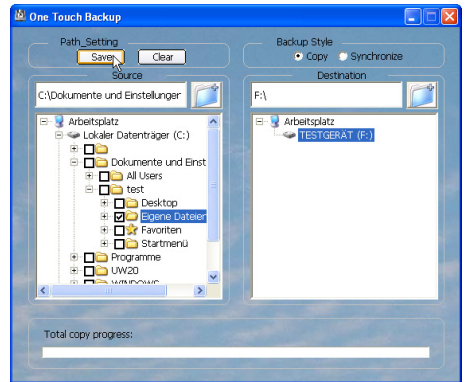 One Touch Backup
Path_Setting
Save
Clear
Backup Style
Copy
Synchronize
Source
C:\Dokumente und Einstellunger
Arbeitsplatz
Lokaler Datenträger (C:)
Dokumente und Einst
All Users
test
Desktop
Eigene Dateien
Favoriten
Startmenü
Programme
UW20
WINDOWS
Destination
F:\
Arbeitsplatz
TESTGERÄT (F:)
Total copy progress: